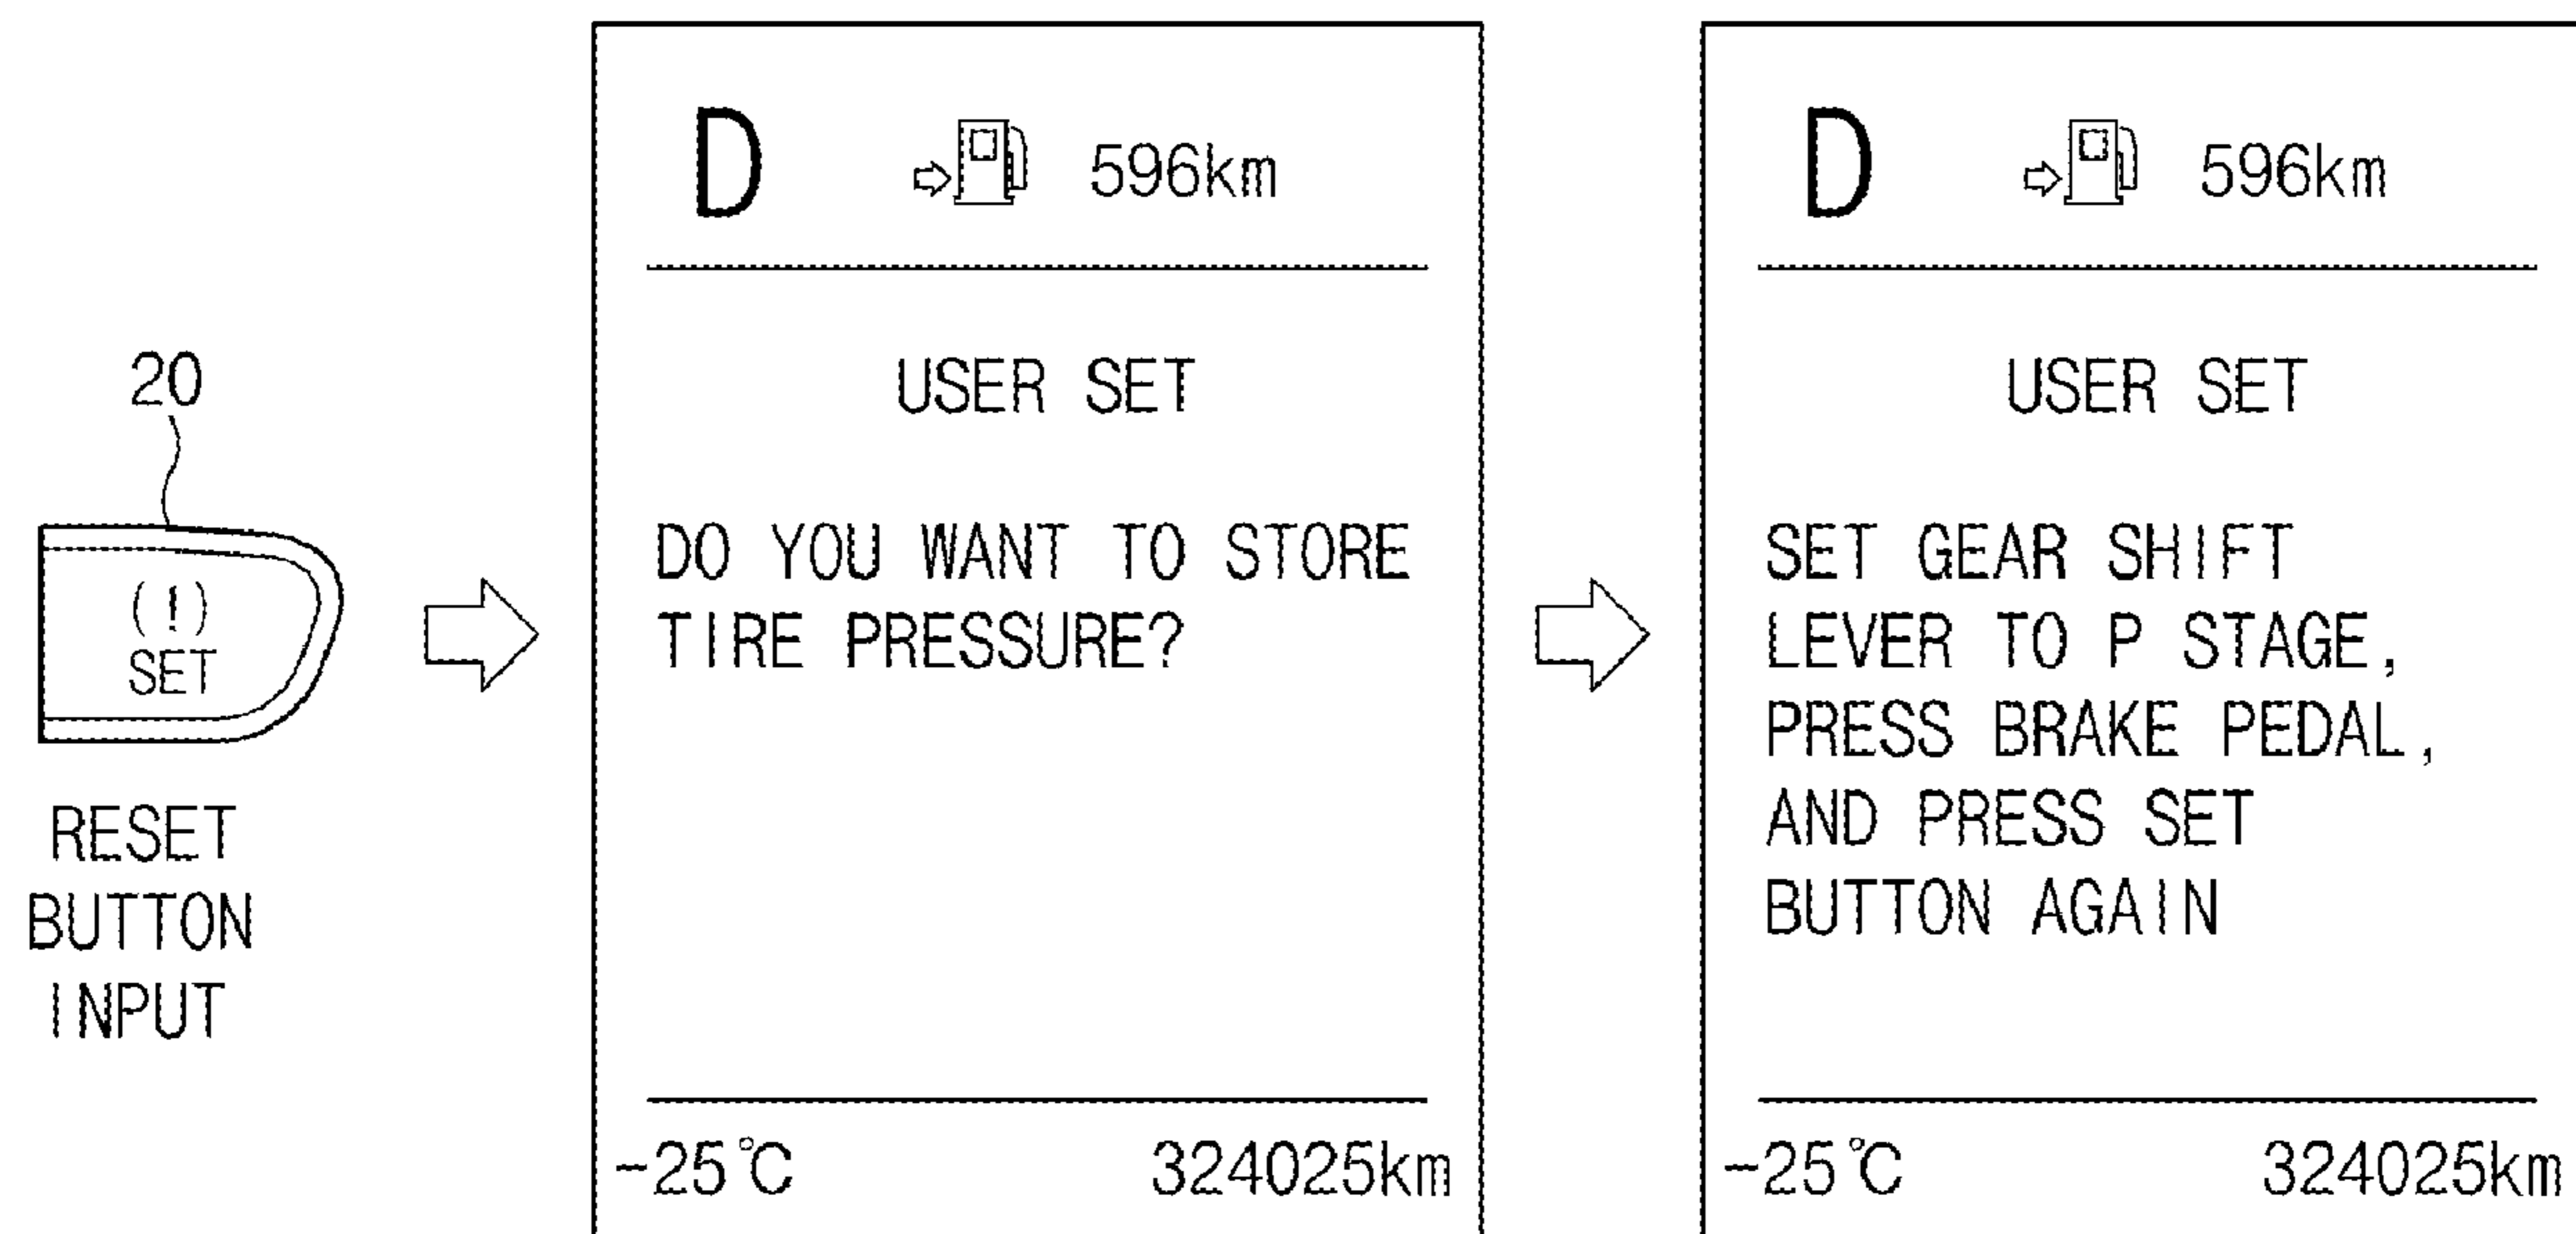 20
(!)
SET
RESET
BUTTON
INPUT
D 596km
USER SET
DO YOU WANT TO STORE
TIRE PRESSURE?
-25℃ 324025km
D 596km
USER SET
SET GEAR SHIFT
LEVER TO P STAGE,
PRESS BRAKE PEDAL,
AND PRESS SET
BUTTON AGAIN
-25℃ 324025km